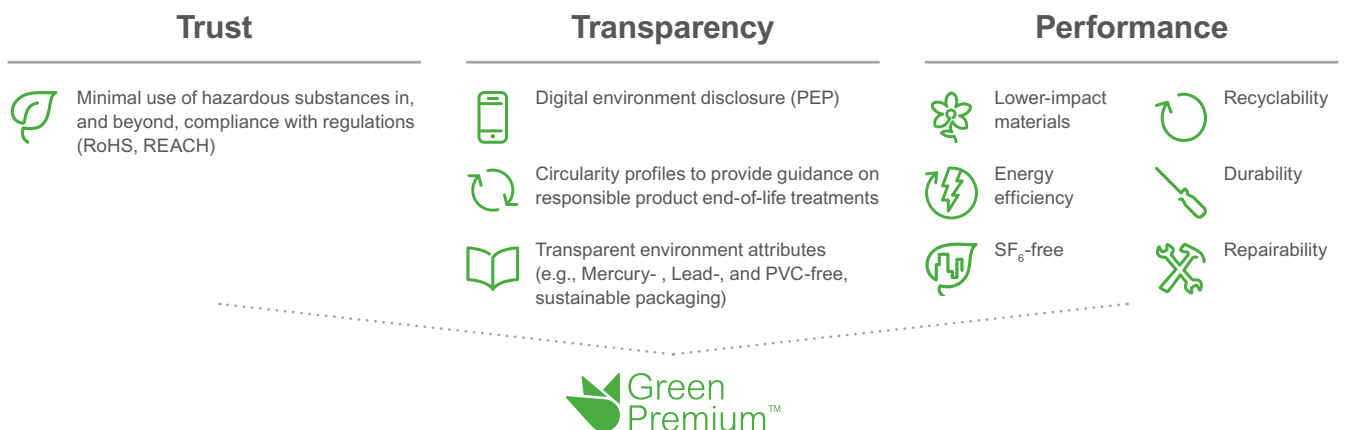 Trust
Minimal use of hazardous substances in,
and beyond, compliance with regulations
(RoHS, REACH)
Transparency
Digital environment disclosure (PEP)
Circularity profiles to provide guidance on
responsible product end-of-life treatments
Transparent environment attributes
(e.g., Mercury- , Lead-, and PVC-free,
sustainable packaging)
Performance
Lower-impact
materials
Recyclability
Energy
efficiency
Durability
SF₆-free
Repairability
Green
Premium™